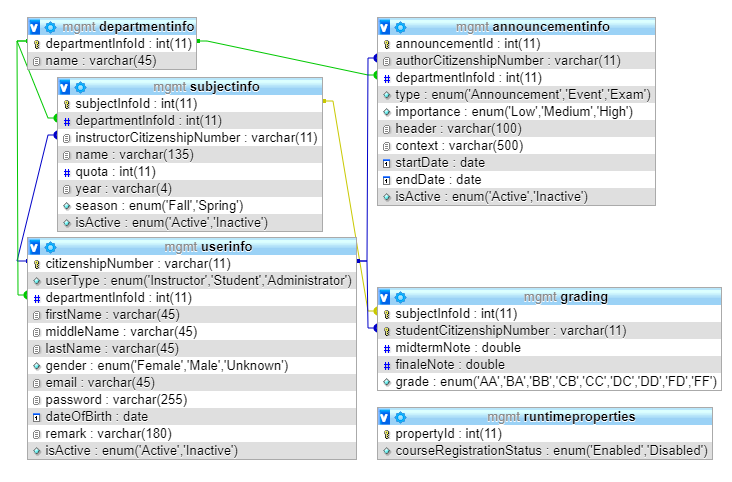 mgmt departmentinfo
departmentInfoId : int(11)
name : varchar(45)
mgmt subjectinfo
subjectInfoId : int(11)
departmentInfoId : int(11)
instructorCitizenshipNumber : varchar(11)
name : varchar(135)
quota : int(11)
year : varchar(4)
season : enum('Fall','Spring')
isActive : enum('Active','Inactive')
mgmt userinfo
citizenshipNumber : varchar(11)
userType : enum('Instructor','Student','Administrator')
departmentInfoId : int(11)
firstName : varchar(45)
middleName : varchar(45)
lastName : varchar(45)
gender : enum('Female','Male','Unknown')
email : varchar(45)
password : varchar(255)
dateOfBirth : date
remark : varchar(180)
isActive : enum('Active','Inactive')
mgmt announcementinfo
announcementId : int(11)
authorCitizenshipNumber : varchar(11)
departmentInfoId : int(11)
type : enum('Announcement','Event','Exam')
importance : enum('Low','Medium','High')
header : varchar(100)
context : varchar(500)
startDate : date
endDate : date
isActive : enum('Active','Inactive')
mgmt grading
subjectInfoId : int(11)
studentCitizenshipNumber : varchar(11)
midtermNote : double
finaleNote : double
grade : enum('AA','BA','BB','CB','CC','DC','DD','FD','FF')
mgmt runtimeproperties
propertyId : int(11)
courseRegistrationStatus : enum('Enabled','Disabled')